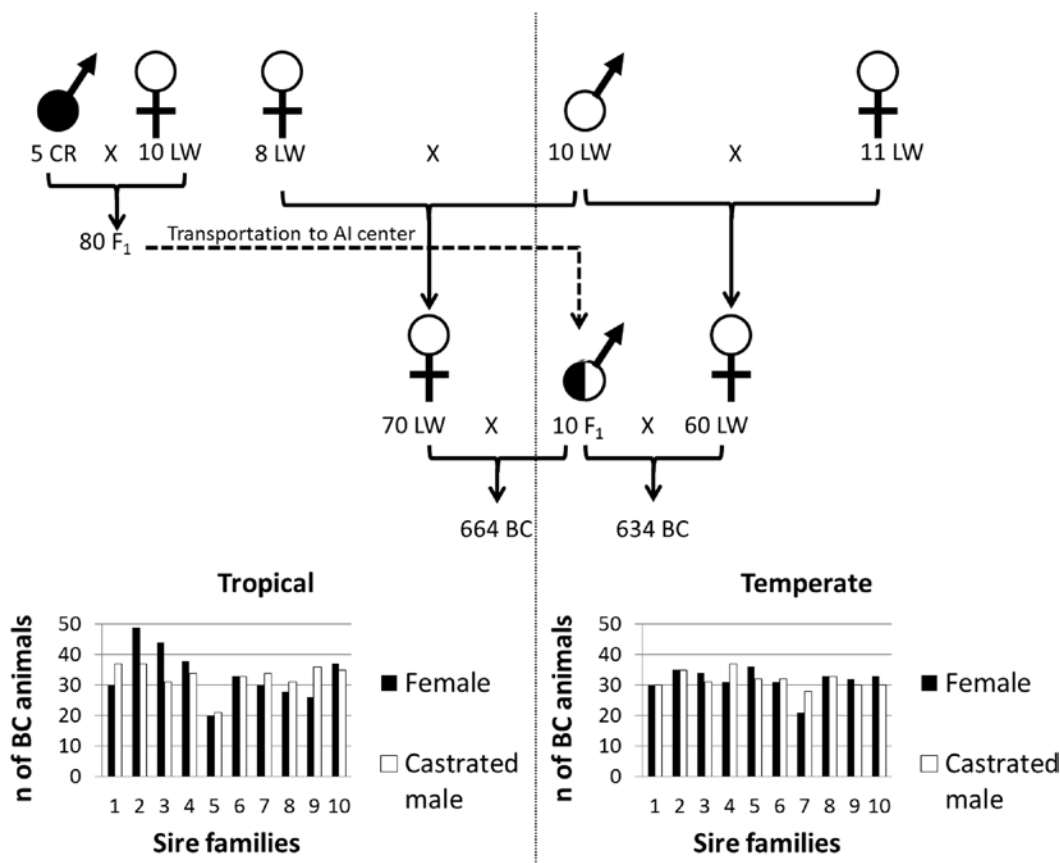 5 CR X 10 LW 8 LW X 10 LW X 11 LW
80 F1 Transportation to AI center
70 LW X 10 F1 X 60 LW
664 BC 634 BC
Tropical
n of BC animals
50
40
30
20
10
0
1 2 3 4 5 6 7 8 9 10
Sire families
Female
Castrated
male
Temperate
n of BC animals
50
40
30
20
10
0
1 2 3 4 5 6 7 8 9 10
Sire families
Female
Castrated
male